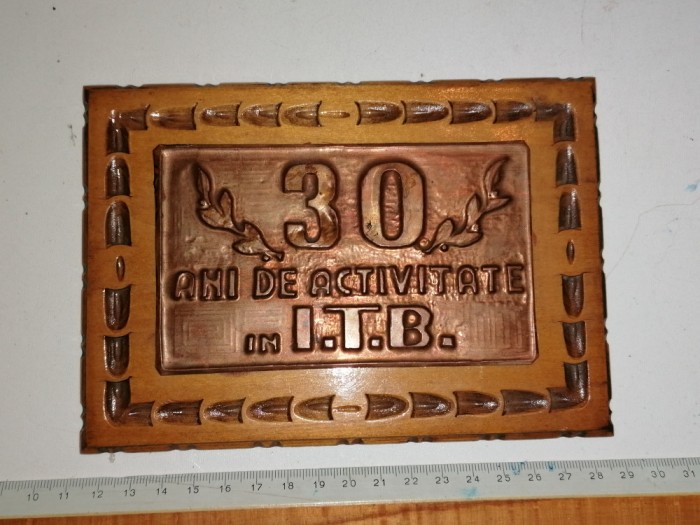 30
ANI DE ACTIVITATE
IN I.T.B.
10 11 12 13 14 15 16 17 18 19 20 21 22 23 24 25 26 27 28 29 30 31